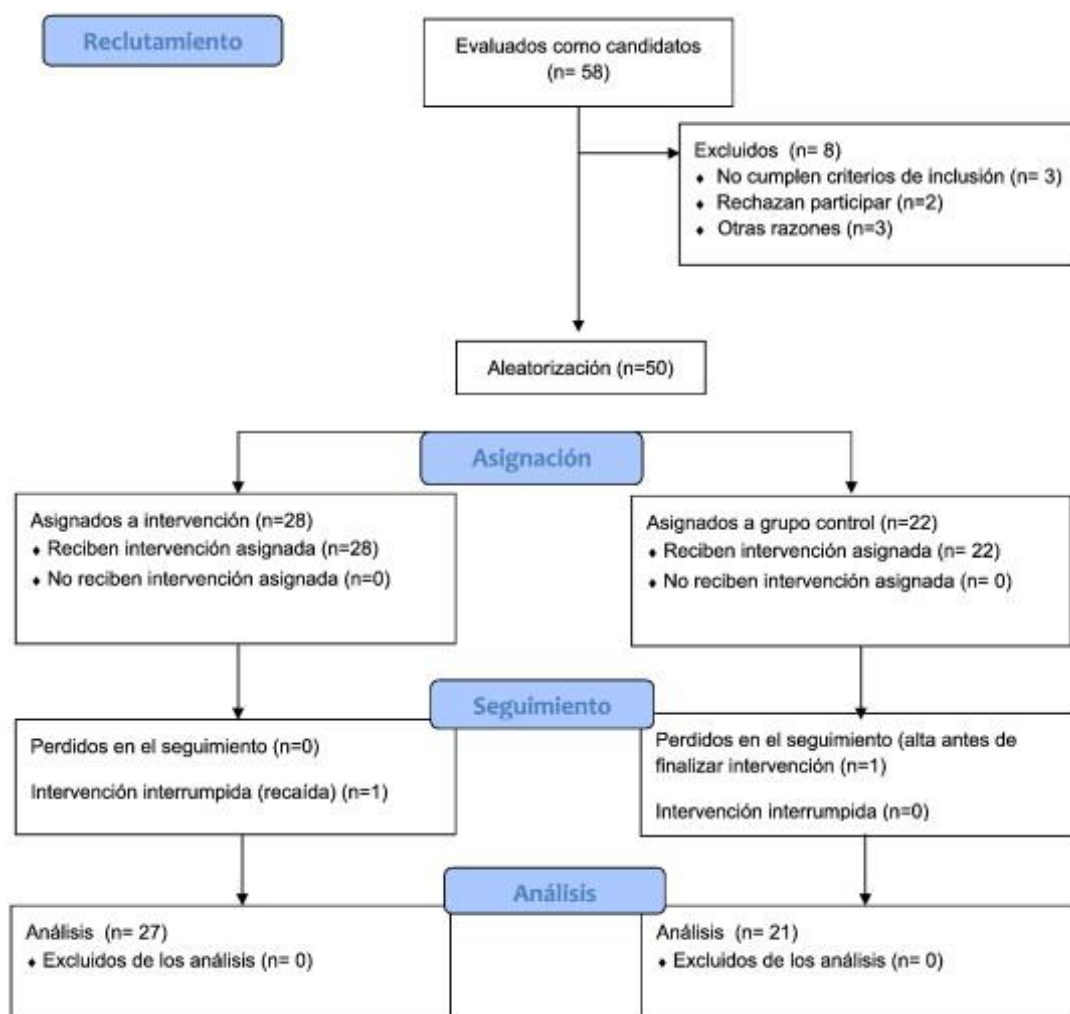 Reclutamiento
Evaluados como candidatos
(n= 58)
Excluidos (n= 8)
♦ No cumplen criterios de inclusión (n= 3)
♦ Rechazan participar (n=2)
♦ Otras razones (n=3)
Aleatorización (n=50)
Asignación
Asignados a intervención (n=28)
♦ Reciben intervención asignada (n=28)
♦ No reciben intervención asignada (n=0)
Asignados a grupo control (n=22)
♦ Reciben intervención asignada (n= 22)
♦ No reciben intervención asignada (n= 0)
Seguimiento
Perdidos en el seguimiento (n=0)
Intervención interrumpida (recaída) (n=1)
Perdidos en el seguimiento (alta antes de
finalizar intervención (n=1)
Intervención interrumpida (n=0)
Análisis
Análisis (n= 27)
♦ Excluidos de los análisis (n= 0)
Análisis (n= 21)
♦ Excluidos de los análisis (n= 0)